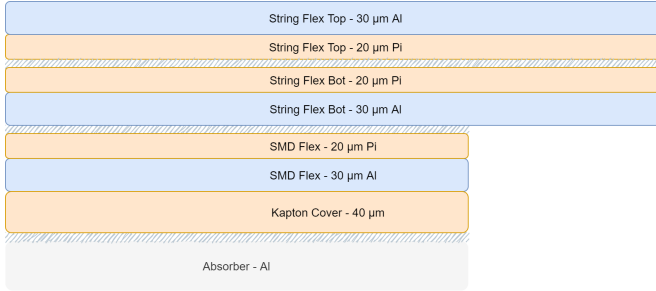 String Flex Top - 30 µm Al
String Flex Top - 20 µm Pi
String Flex Bot - 20 µm Pi
String Flex Bot - 30 µm Al
SMD Flex - 20 µm Pi
SMD Flex - 30 µm Al
Kapton Cover - 40 µm
Absorber - Al